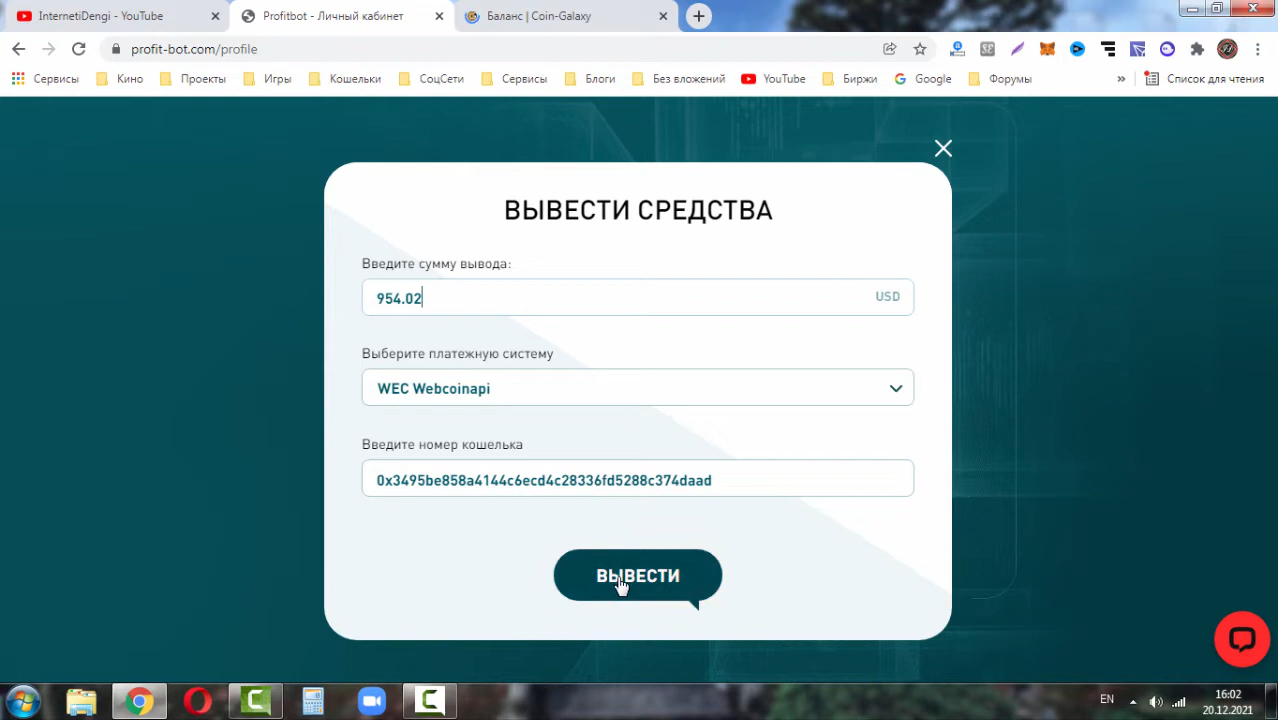 InternetiDengi - YouTube
Profitbot - Личный кабинет
Баланс | Coin-Galaxy
profit-bot.com/profile
Сервисы
Кино
Проекты
Игры
Кошельки
СоцСети
Сервисы
Блоги
Без вложений
YouTube
Биржи
Google
Форумы
»
Список для чтения
ВЫВЕСТИ СРЕДСТВА
Введите сумму вывода:
954.02 USD
Выберите платежную систему
WEC Webcoinapi
Введите номер кошелька
0x3495be858a4144c6ecd4c28336fd5288c374daad
ВЫВЕСТИ
EN
16:02
20.12.2021